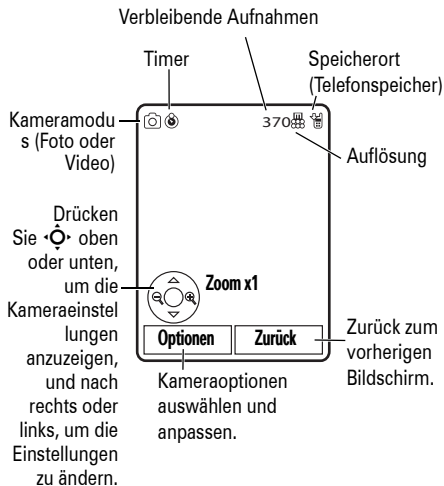 Verbleibende Aufnahmen
Timer
Speicherort
(Telefonspeicher)
Kameramodu
s (Foto oder
Video)
370
Auflösung
Drücken
Sie oben
oder unten,
um die
Kameraeinstel
lungen
anzuzeigen,
und nach
rechts oder
links, um die
Einstellungen
zu ändern.
Zoom x1
Optionen
Zurück
Kameraoptionen
auswählen und
anpassen.
Zurück zum
vorherigen
Bildschirm.